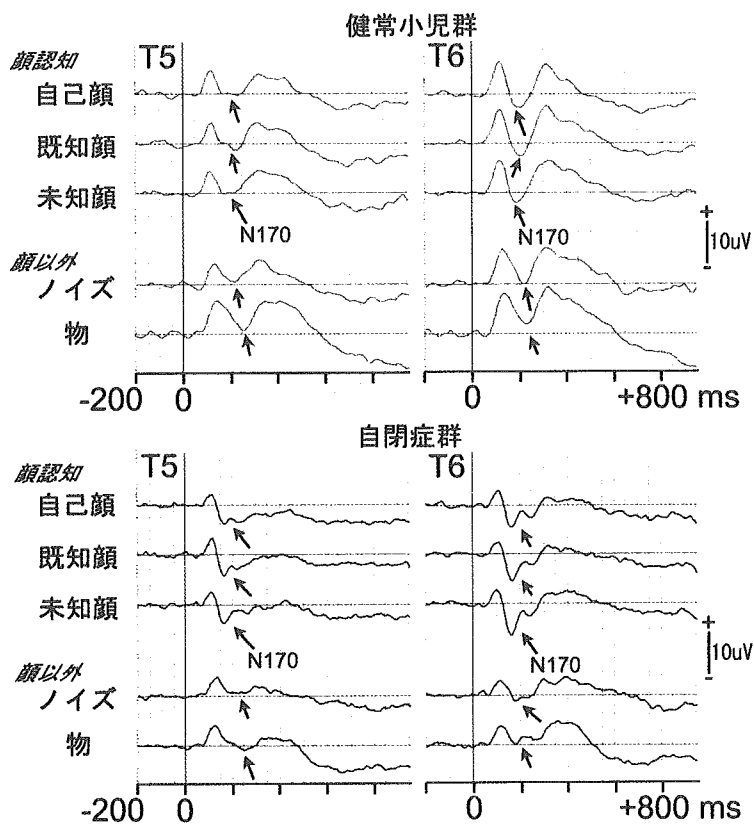 健常小児群
顔認知
T5
T6
自己顔
既知顔
未知顔
N170
N170
+
10uV
-
顔以外
ノイズ
物
-200 0
0
+800 ms
自閉症群
顔認知
T5
T6
自己顔
既知顔
未知顔
N170
N170
+
10uV
-
顔以外
ノイズ
物
-200 0
0
+800 ms